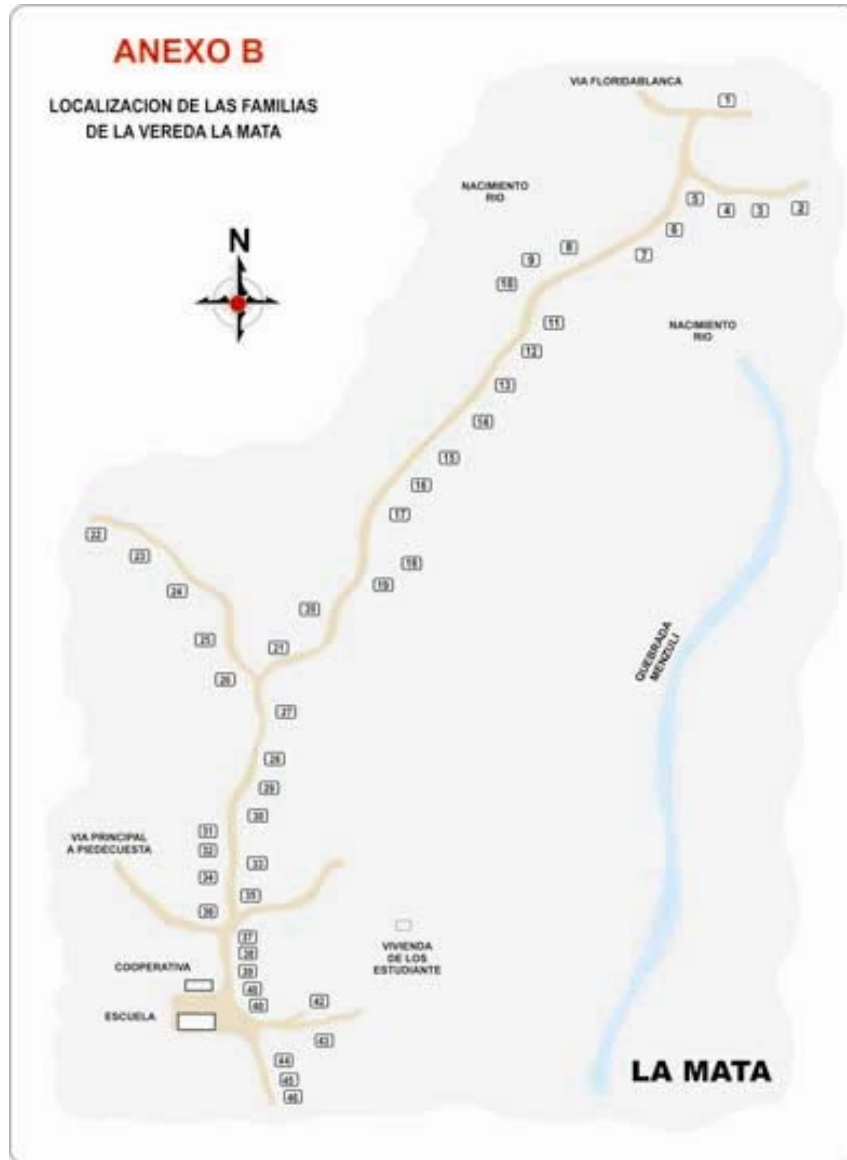 ANEXO B
LOCALIZACION DE LAS FAMILIAS
DE LA VEREDA LA MATA
VIA FLORIDABLANCA
1
NACIMIENTO
RIO
N
5
4
3
2
6
7
8
9
10
11
NACIMIENTO
RIO
12
13
14
15
16
17
18
19
20
21
22
23
24
25
26
QUEBRADA
MENZULI
27
28
29
30
31
32
33
34
35
36
VIA PRINCIPAL
A PIEDECUESTA
37
38
39
40
40
VIVIENDA
DE LOS
ESTUDIANTE
COOPERATIVA
ESCUELA
42
43
44
45
46
LA MATA